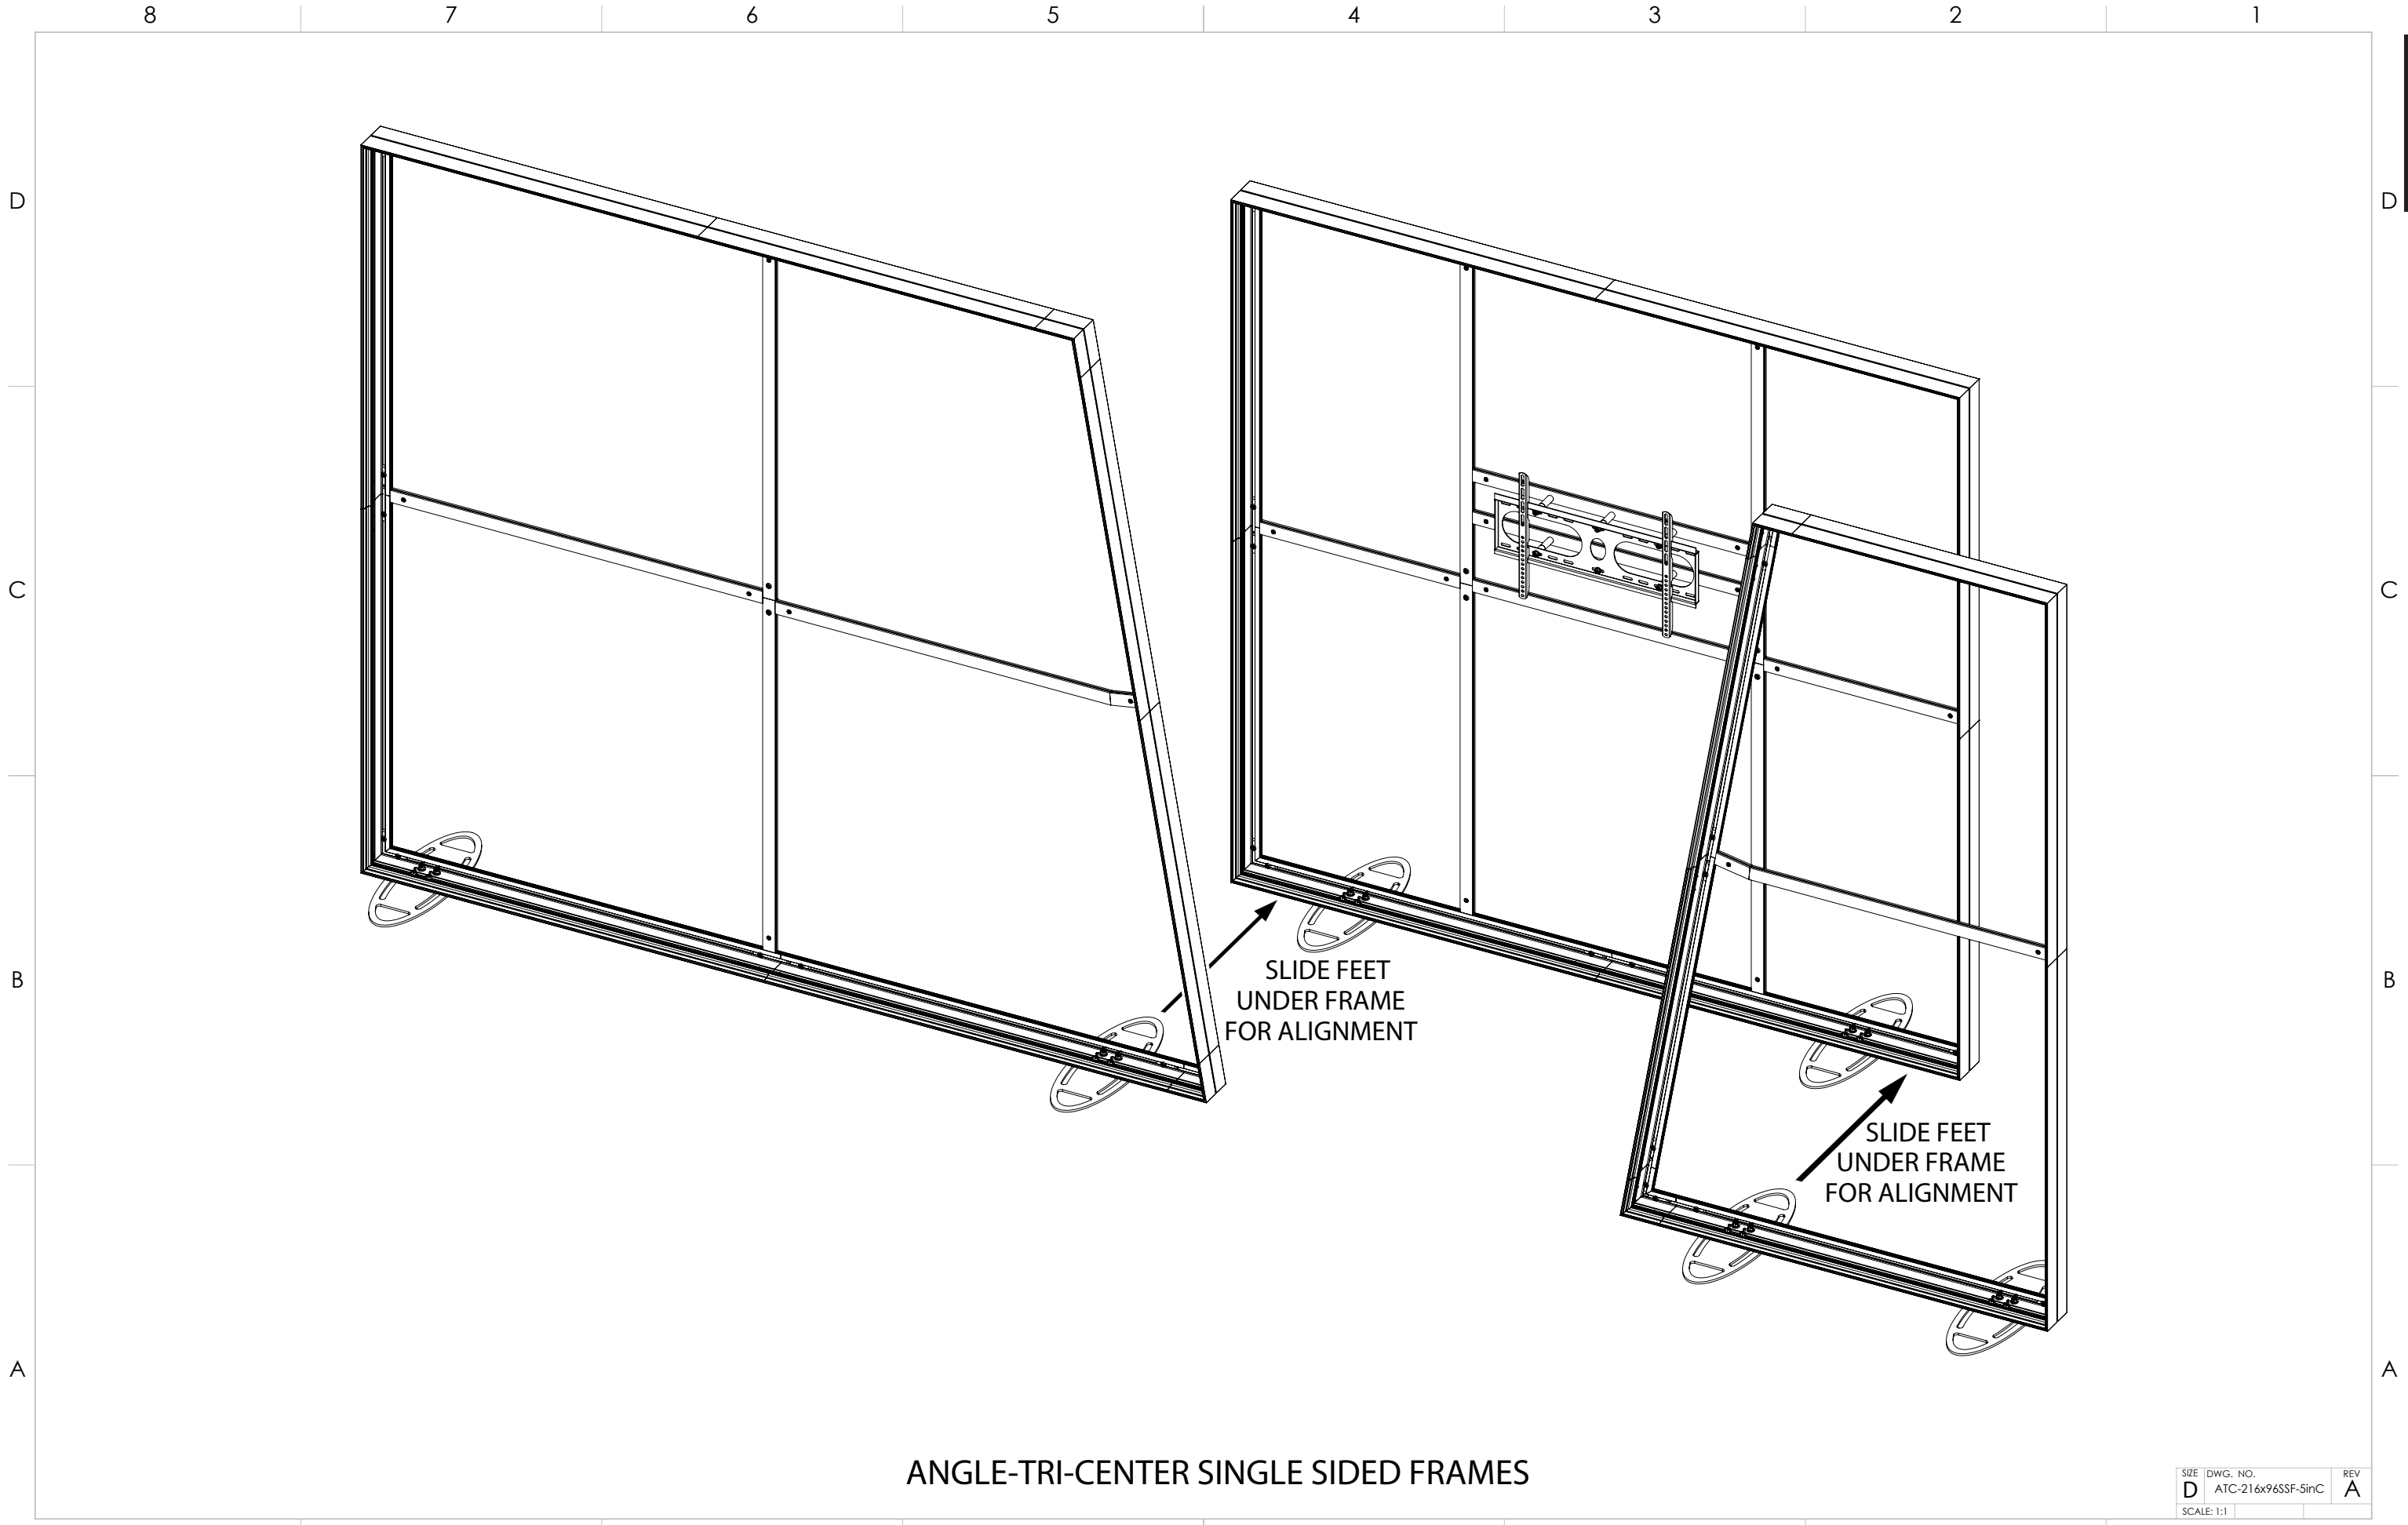 8 7 6 5 4 3 2 1
D D
C C
B B
A A
SLIDE FEET
UNDER FRAME
FOR ALIGNMENT
SLIDE FEET
UNDER FRAME
FOR ALIGNMENT
ANGLE-TRI-CENTER SINGLE SIDED FRAMES
SIZE DWG. NO. REV
D ATC-216x96SSF-5inC A
SCALE: 1:1